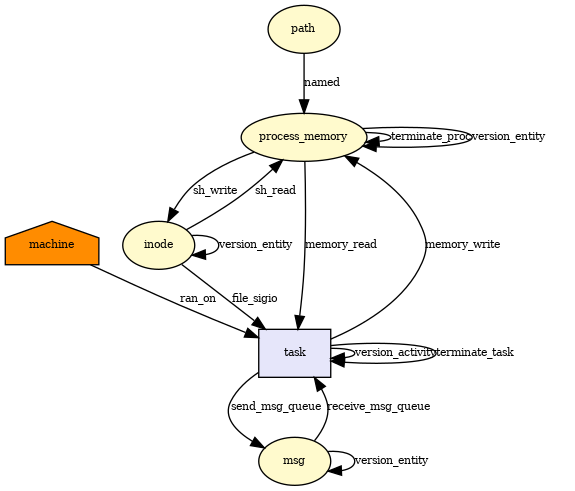 path
named
process_memory
terminate_proc
version_entity
sh_write
sh_read
machine
inode
version_entity
memory_read
memory_write
ran_on
file_sigio
task
version_activity
terminate_task
send_msg_queue
receive_msg_queue
msg
version_entity